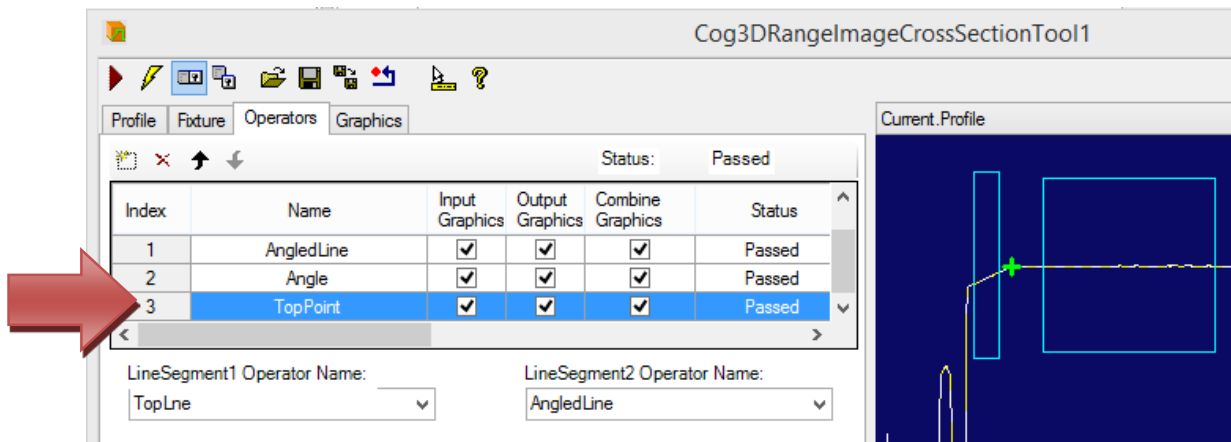 Cog3DRangeImageCrossSectionTool1
Profile Fixture Operators Graphics
Current.Profile
Status: Passed
Index Name Input Graphics Output Graphics Combine Graphics Status
1 AngledLine Passed
2 Angle Passed
3 TopPoint Passed
LineSegment1 Operator Name: LineSegment2 Operator Name:
TopLne AngledLine